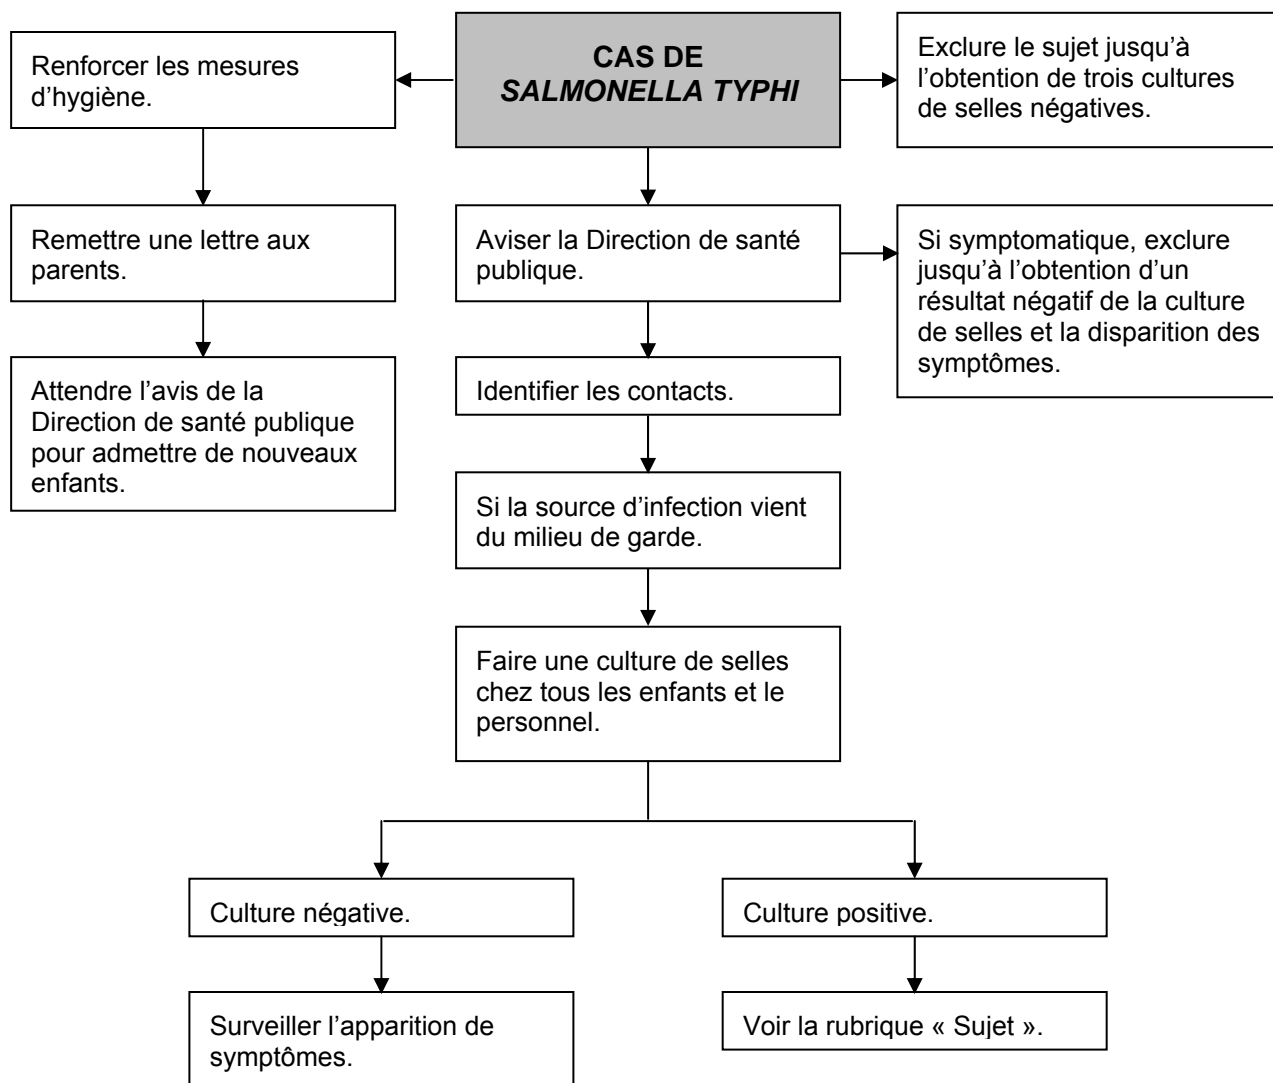 CAS DE
SALMONELLA TYPHI
Renforcer les mesures
d’hygiène.
Exclure le sujet jusqu’à
l’obtention de trois cultures
de selles négatives.
Remettre une lettre aux
parents.
Aviser la Direction de santé
publique.
Si symptomatique, exclure
jusqu’à l’obtention d’un
résultat négatif de la culture
de selles et la disparition des
symptômes.
Attendre l’avis de la
Direction de santé publique
pour admettre de nouveaux
enfants.
Identifier les contacts.
Si la source d’infection vient
du milieu de garde.
Faire une culture de selles
chez tous les enfants et le
personnel.
Culture négative.
Culture positive.
Surveiller l’apparition de
symptômes.
Voir la rubrique « Sujet ».